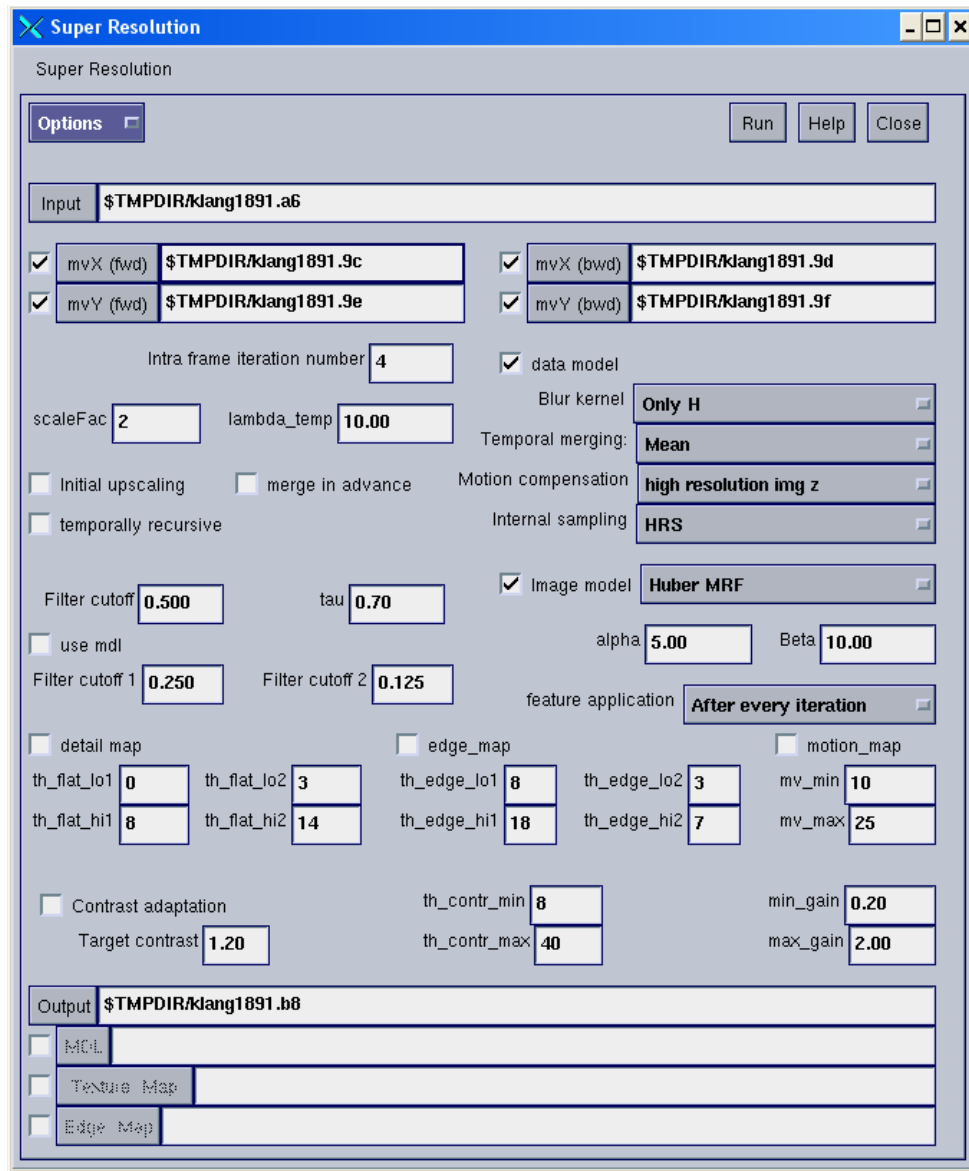 Super Resolution
Super Resolution
Options Run Help Close
Input $TMPDIR/klang1891.a6
mvX (fwd) $TMPDIR/klang1891.9c mvX (bwd) $TMPDIR/klang1891.9d
mvY (fwd) $TMPDIR/klang1891.9e mvY (bwd) $TMPDIR/klang1891.9f
Intra frame iteration number 4 data model
Blur kernel Only H
scaleFac 2 lambda_temp 10.00
Temporal merging: Mean
Initial upscaling merge in advance Motion compensation high resolution img z
temporally recursive Internal sampling HRS
Image model Huber MRF
Filter cutoff 0.500 tau 0.70
use mdl alpha 5.00 Beta 10.00
Filter cutoff 1 0.250 Filter cutoff 2 0.125
feature application After every iteration
detail map edge_map motion_map
th_flat_lo1 0 th_flat_lo2 3 th_edge_lo1 8 th_edge_lo2 3 mv_min 10
th_flat_hi1 8 th_flat_hi2 14 th_edge_hi1 18 th_edge_hi2 7 mv_max 25
Contrast adaptation th_contr_min 8 min_gain 0.20
Target contrast 1.20 th_contr_max 40 max_gain 2.00
Output $TMPDIR/klang1891.b8
Texture Map
Edge Map